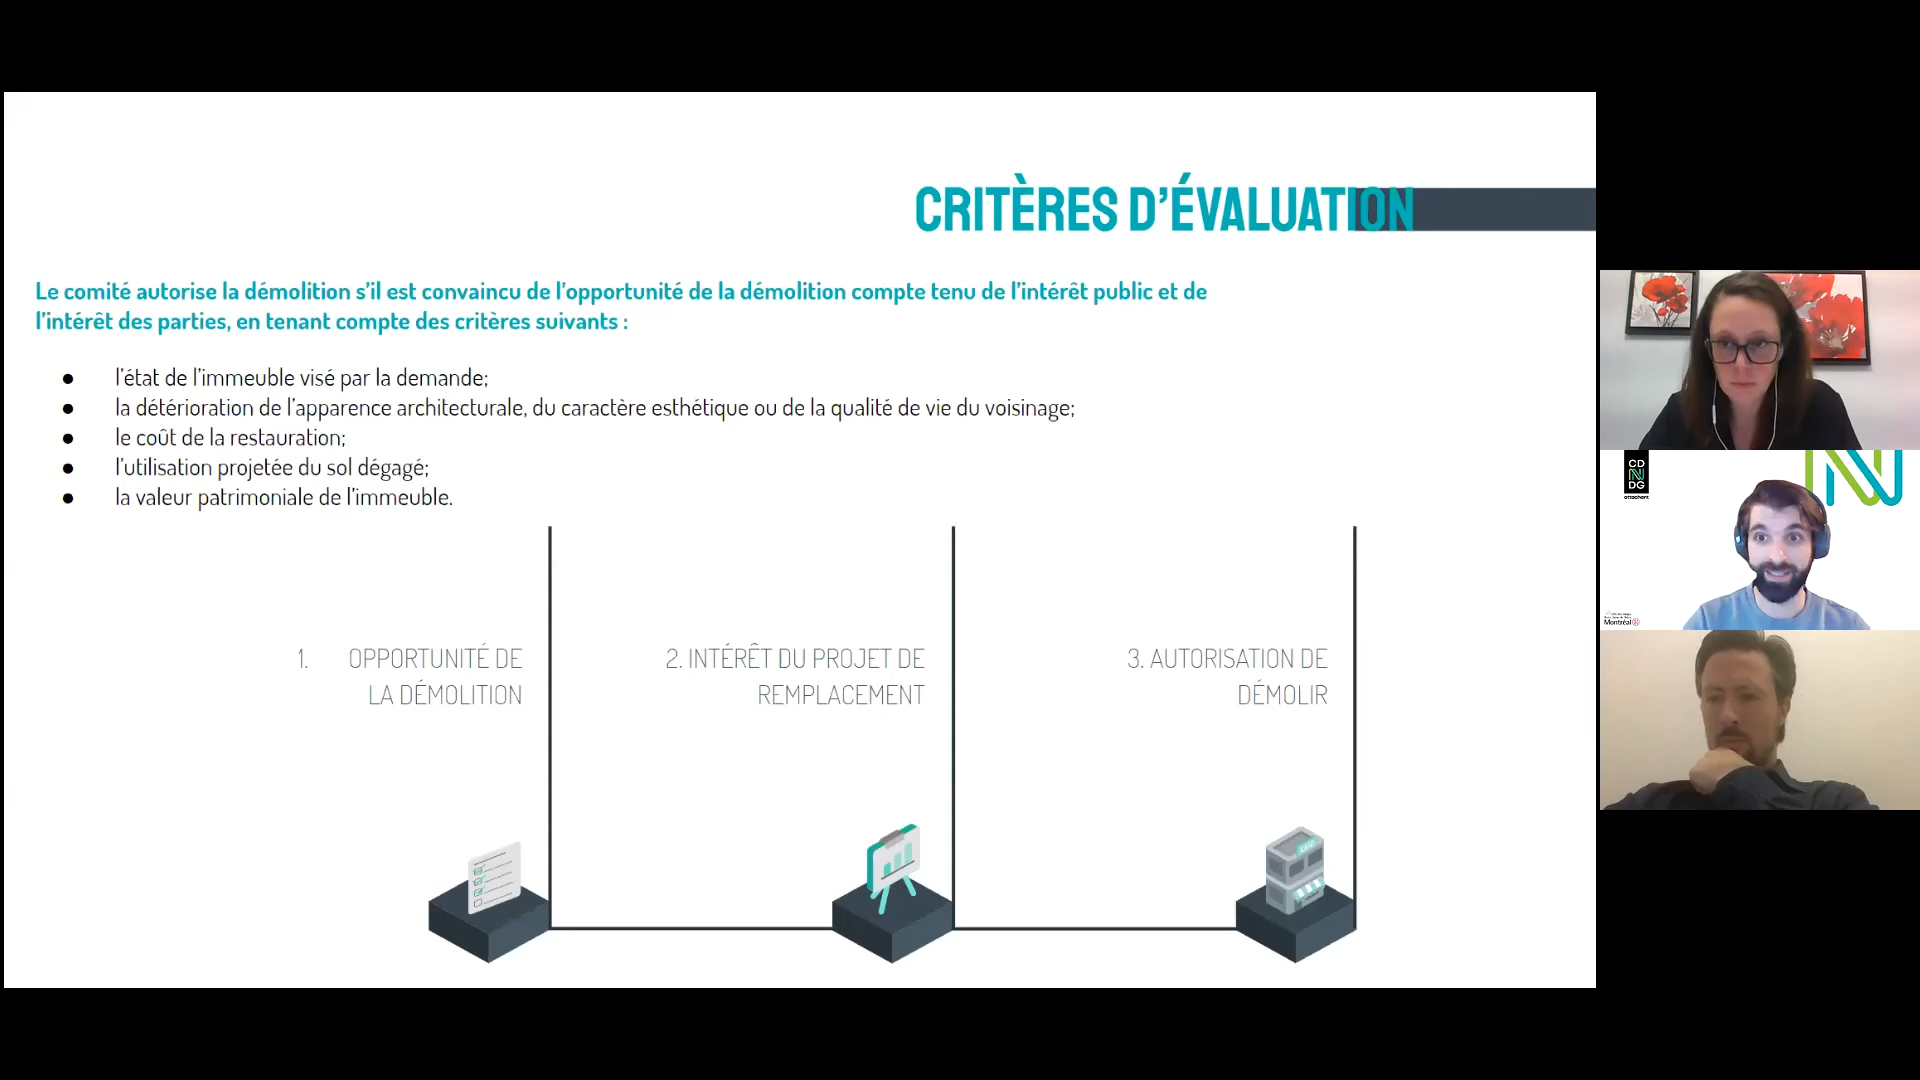 CRITÈRES D'ÉVALUATION
Le comité autorise la démolition s'il est convaincu de l'opportunité de la démolition compte tenu de l'intérêt public et de
l'intérêt des parties, en tenant compte des critères suivants :
● l'état de l'immeuble visé par la demande;
● la détérioration de l'apparence architecturale, du caractère esthétique ou de la qualité de vie du voisinage;
● le coût de la restauration;
● l'utilisation projetée du sol dégagé;
● la valeur patrimoniale de l'immeuble.
1. OPPORTUNITÉ DE
LA DÉMOLITION
2. INTÉRÊT DU PROJET DE
REMPLACEMENT
3. AUTORISATION DE
DÉMOLIR
CD
N
DG
attachant
Montréal